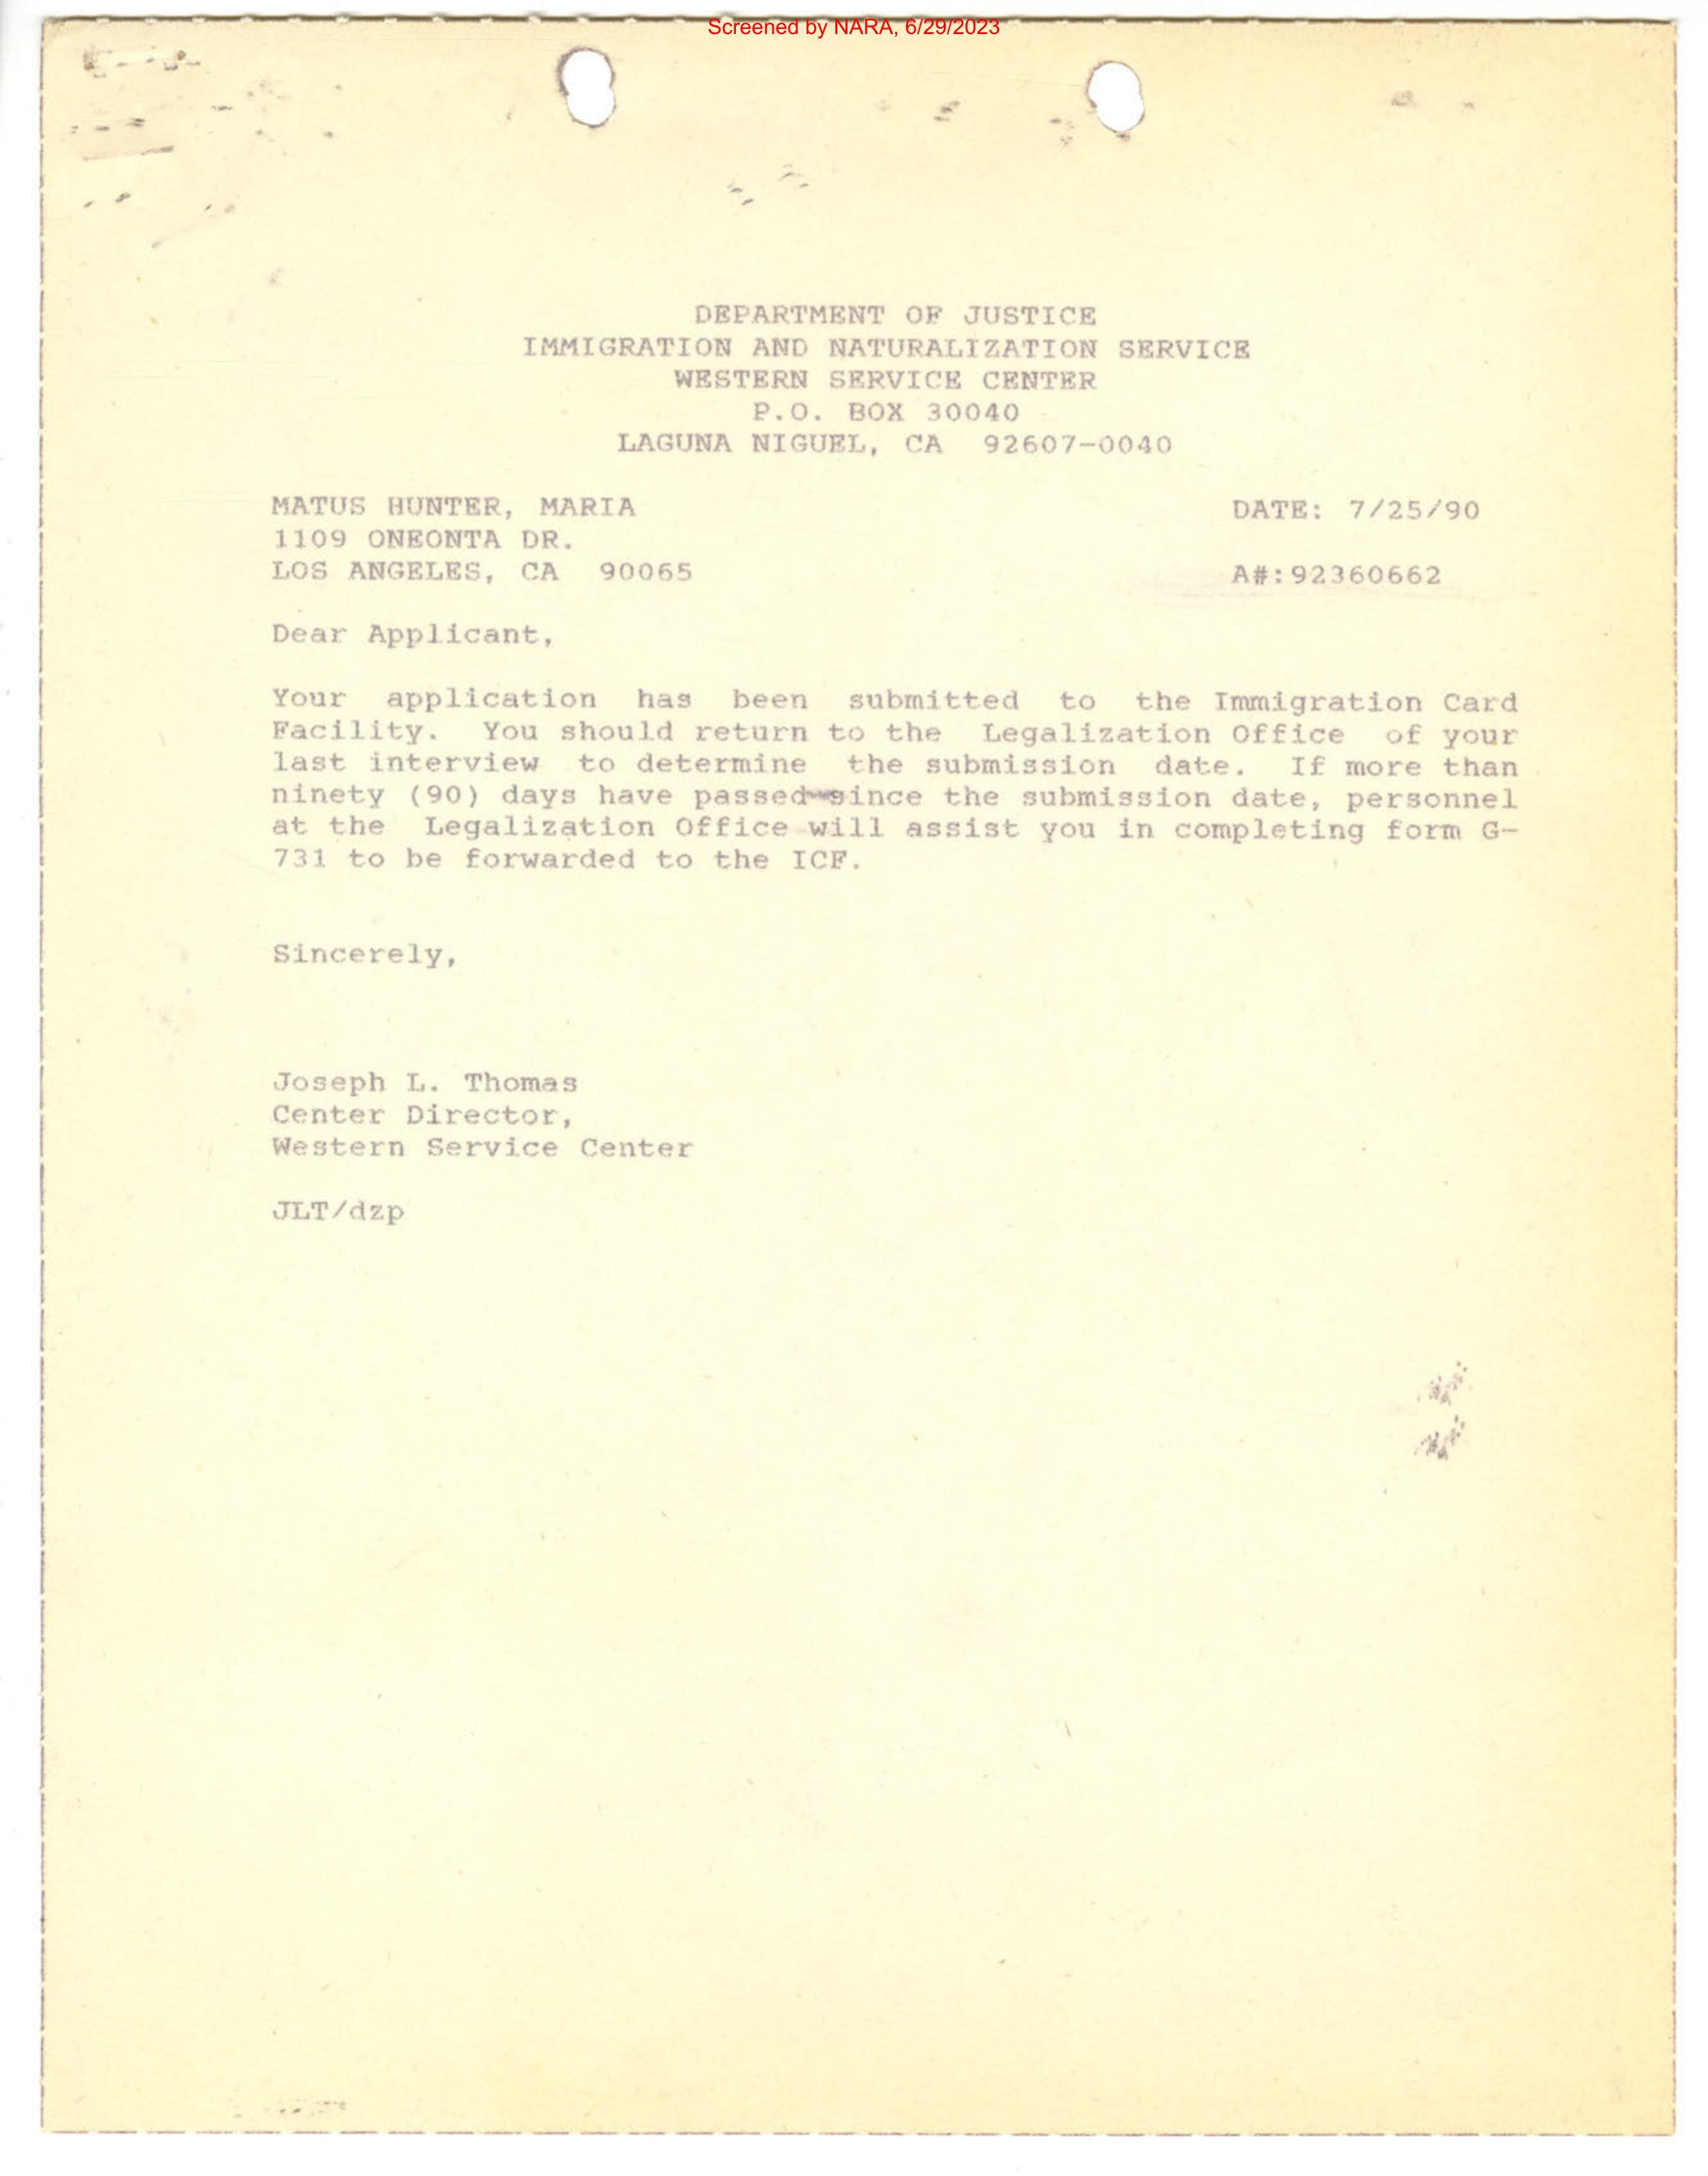 Screened by NARA, 6/29/2023
DEPARTMENT OF JUSTICE
IMMIGRATION AND NATURALIZATION SERVICE
WESTERN SERVICE CENTER
P.O. BOX 30040
LAGUNA NIGUEL, CA 92607-0040
MATUS HUNTER, MARIA DATE: 7/25/90
1109 ONEONTA DR.
LOS ANGELES, CA 90065 A#:92360662
Dear Applicant,
Your application has been submitted to the Immigration Card
Facility. You should return to the Legalization Office of your
last interview to determine the submission date. If more than
ninety (90) days have passed since the submission date, personnel
at the Legalization Office will assist you in completing form G-
731 to be forwarded to the ICF.
Sincerely,
Joseph L. Thomas
Center Director,
Western Service Center
JLT/dzp